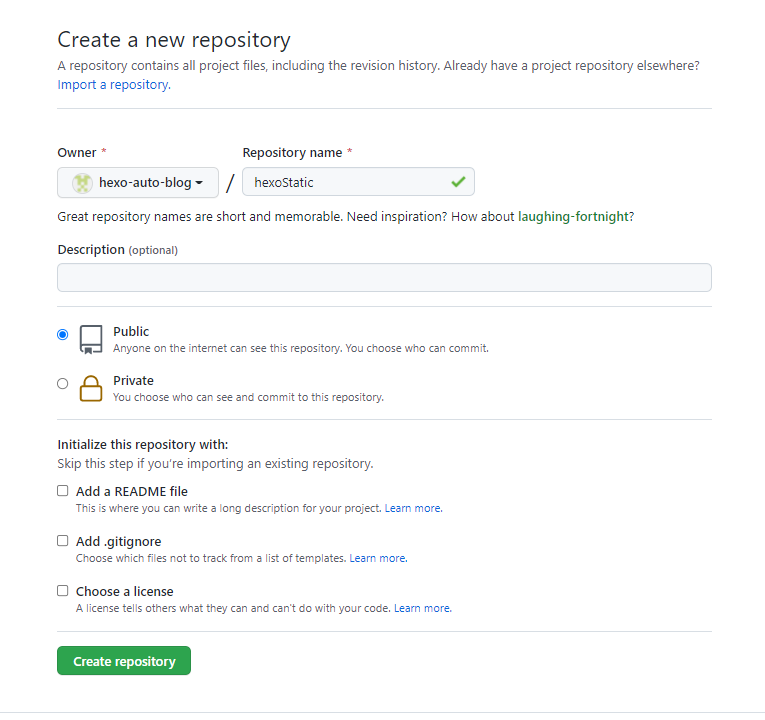 Create a new repository
A repository contains all project files, including the revision history. Already have a project repository elsewhere?
Import a repository.
Owner *
Repository name *
hexo-auto-blog
/
hexoStatic
Great repository names are short and memorable. Need inspiration? How about laughing-fortnight?
Description (optional)
Public
Anyone on the internet can see this repository. You choose who can commit.
Private
You choose who can see and commit to this repository.
Initialize this repository with:
Skip this step if you're importing an existing repository.
Add a README file
This is where you can write a long description for your project. Learn more.
Add .gitignore
Choose which files not to track from a list of templates. Learn more.
Choose a license
A license tells others what they can and can't do with your code. Learn more.
Create repository